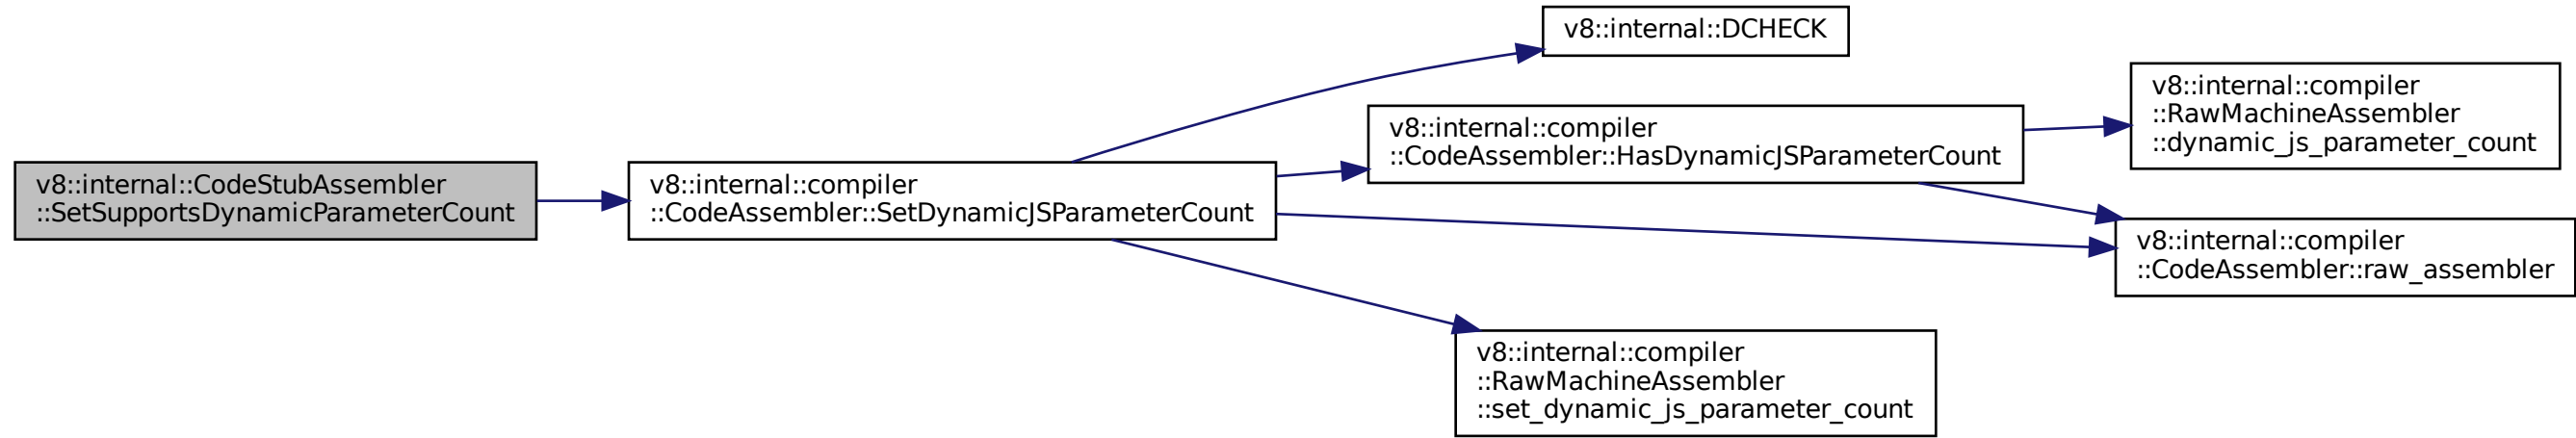 v8::internal::CodeStubAssembler
::SetSupportsDynamicParameterCount
v8::internal::compiler
::CodeAssembler::SetDynamicJSParameterCount
v8::internal::DCHECK
v8::internal::compiler
::CodeAssembler::HasDynamicJSParameterCount
v8::internal::compiler
::RawMachineAssembler
::dynamic_js_parameter_count
v8::internal::compiler
::CodeAssembler::raw_assembler
v8::internal::compiler
::RawMachineAssembler
::set_dynamic_js_parameter_count